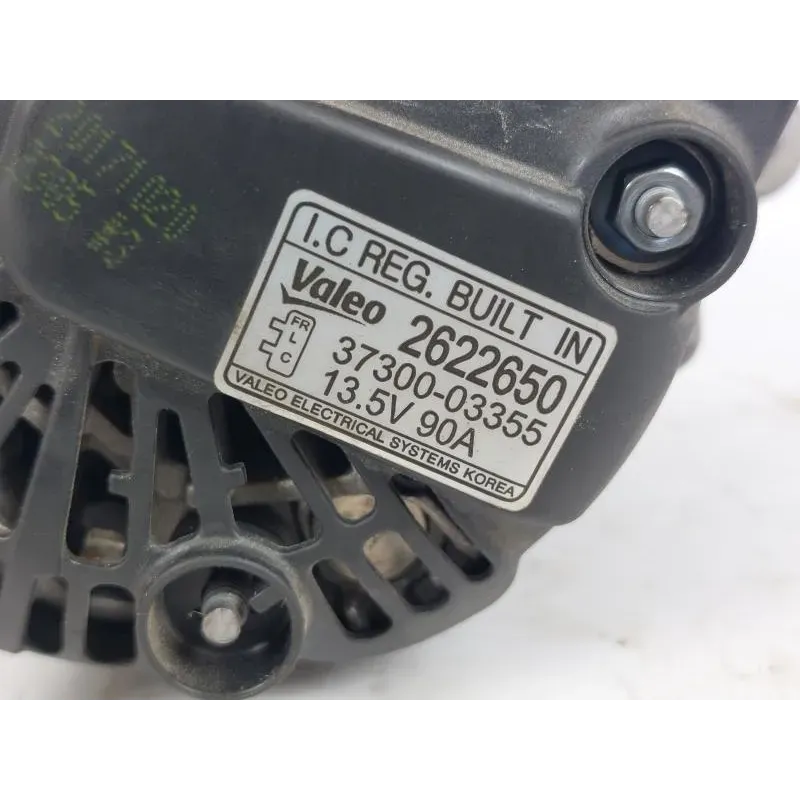 I.C REG. BUILT IN
Valeo 2622650
FR
L
C
37300-03355
13.5V 90A
VALEO ELECTRICAL SYSTEMS KOREA